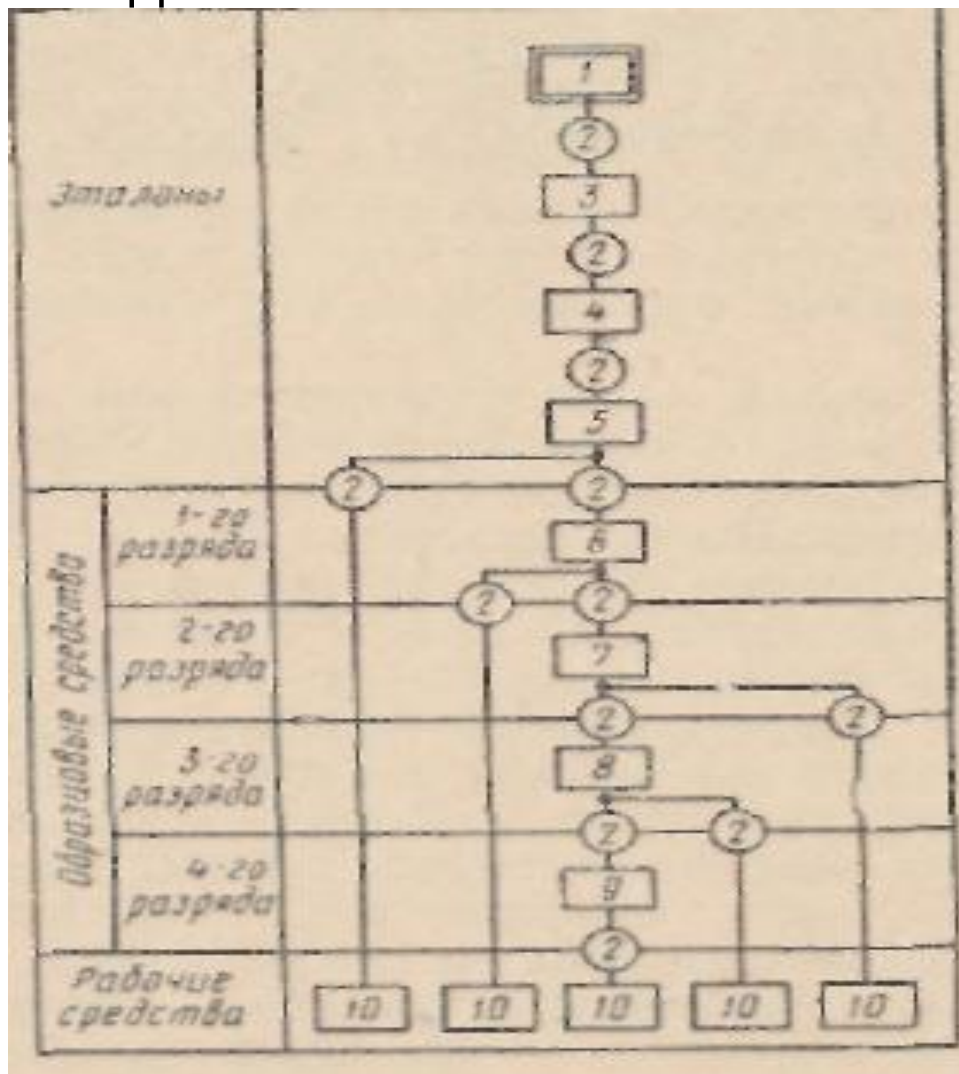 1
2
Эталоны
3
2
4
2
5
2 2
1-го
разряда
6
2 2
2-го
разряда
7
2 2
3-го
разряда
8
2 2
4-го
разряда
9
2
Образцовые средства
Рабочие
средства
10 10 10 10 10